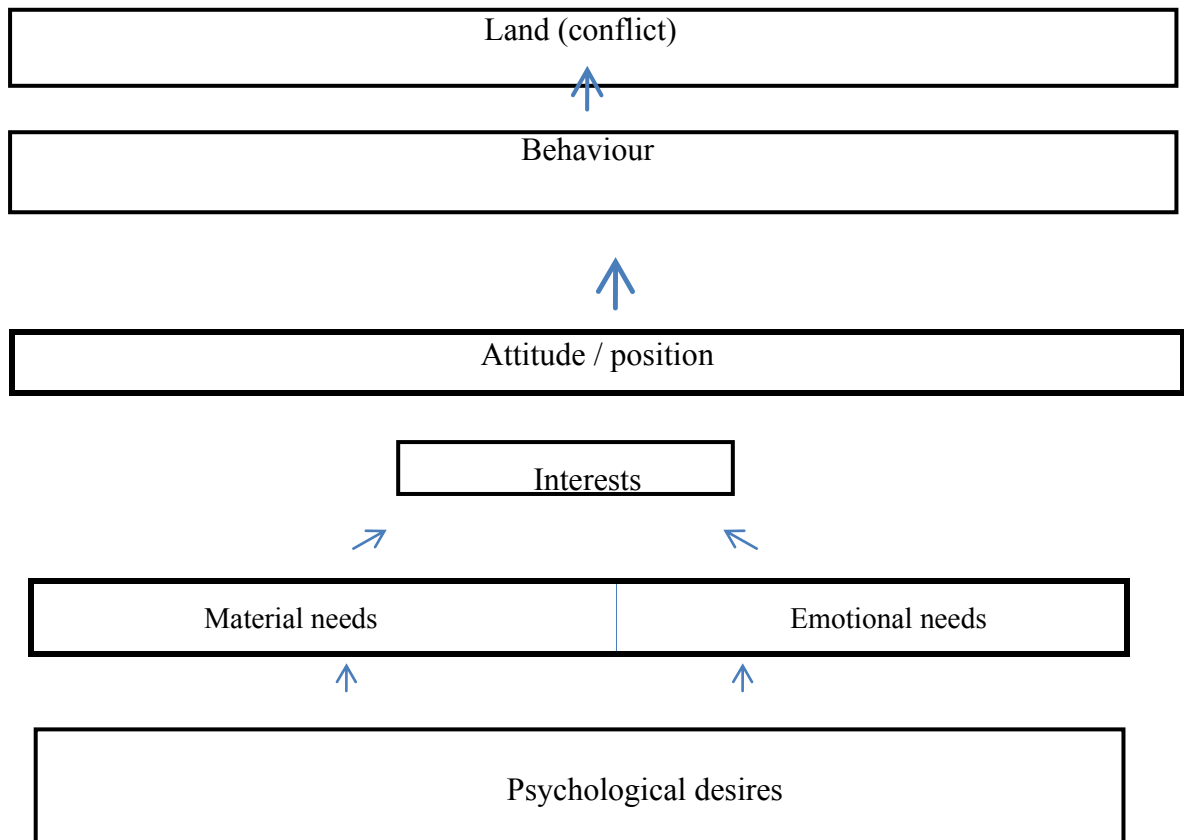 Land (conflict)
Behaviour
Attitude / position
Interests
Material needs
Emotional needs
Psychological desires